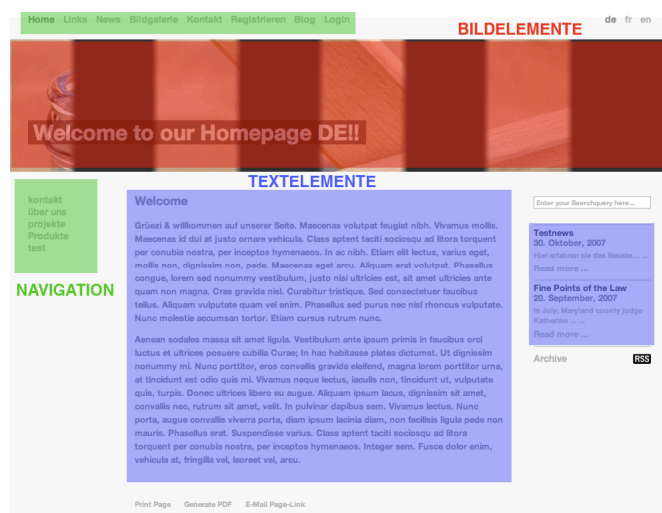 Home Links News Bildgalerie Kontakt Registrieren Blog Login
de fr en
BILDELEMENTE
Welcome to our Homepage DE!!
TEXTELEMENTE
kontakt
über uns
projekte
Produkte
test
NAVIGATION
Welcome
Grüezi & willkommen auf unserer Seite. Maecenas volutpat feugiat nibh. Vivamus mollis.
Maecenas id dui at justo ornare vehicula. Class aptent taciti sociosqu ad litora torquent
per conubia nostra, per inceptos hymenaeos. In ac nibh. Etiam elit lectus, varius eget,
mollis non, dignissim non, pede. Maecenas eget arcu. Aliquam erat volutpat. Phasellus
congue, lorem sed nonummy vestibulum, justo nisi ultricies est, sit amet ultricies ante
quam non magna. Cras gravida nisl. Curabitur tristique. Sed consectetuer faucibus
tellus. Aliquam vulputate quam vel enim. Phasellus sed purus nec nisl rhoncus vulputate.
Nunc molestie accumsan tortor. Etiam cursus rutrum nunc.
Aenean sodales massa sit amet ligula. Vestibulum ante ipsum primis in faucibus orci
luctus et ultrices posuere cubilia Curae; In hac habitasse platea dictumst. Ut dignissim
nonummy mi. Nunc porttitor, eros convallis gravida eleifend, magna lorem porttitor urna,
at tincidunt est odio quis mi. Vivamus neque lectus, iaculis non, tincidunt ut, vulputate
quis, turpis. Donec ultrices libero eu augue. Aliquam ipsum lacus, dignissim sit amet,
convallis nec, rutrum sit amet, velit. In pulvinar dapibus sem. Vivamus lectus. Nunc
porta, augue convallis viverra porta, diam ipsum lacinia diam, non facilisis ligula pede non
mauris. Phasellus erat. Suspendisse varius. Class aptent taciti sociosqu ad litora
torquent per conubia nostra, per inceptos hymenaeos. Integer sem. Fusce dolor enim,
vehicula at, fringilla vel, laoreet vel, arcu.
Print Page Generate PDF E-Mail Page-Link
Enter your Searchquery here...
Testnews
30. Oktober, 2007
Hier erfahren sie das Neuste... ...
Read more ...
Fine Points of the Law
20. September, 2007
In July, Maryland county judge
Katherine ... ...
Read more ...
Archive RSS